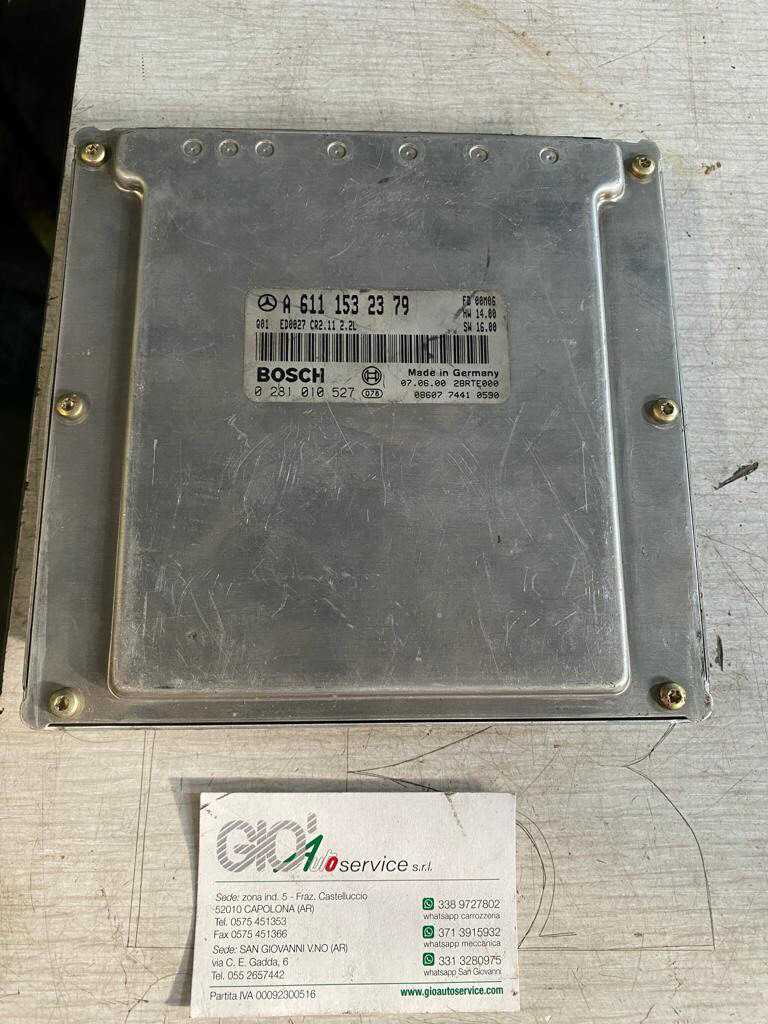 A 611 153 23 79
FD 00M06
HW 14.00
SW 16.00
Q01 ED0027 CR2.11 2.2L
BOSCH
Made in Germany
07.06.00 2BRTE000
0 281 010 527 078
08607 7441 0590
GIO' Auto service s.r.l.
Sede: zona ind. 5 - Fraz. Castelluccio
52010 CAPOLONA (AR)
Tel. 0575 451353
Fax 0575 451366
Sede: SAN GIOVANNI V.NO (AR)
via C. E. Gadda, 6
Tel. 055 2657442
Partita IVA 00092300516
338 9727802
whatsapp carrozzeria
371 3915932
whatsapp meccanica
331 3280975
whatsapp San Giovanni
www.gioautoservice.com